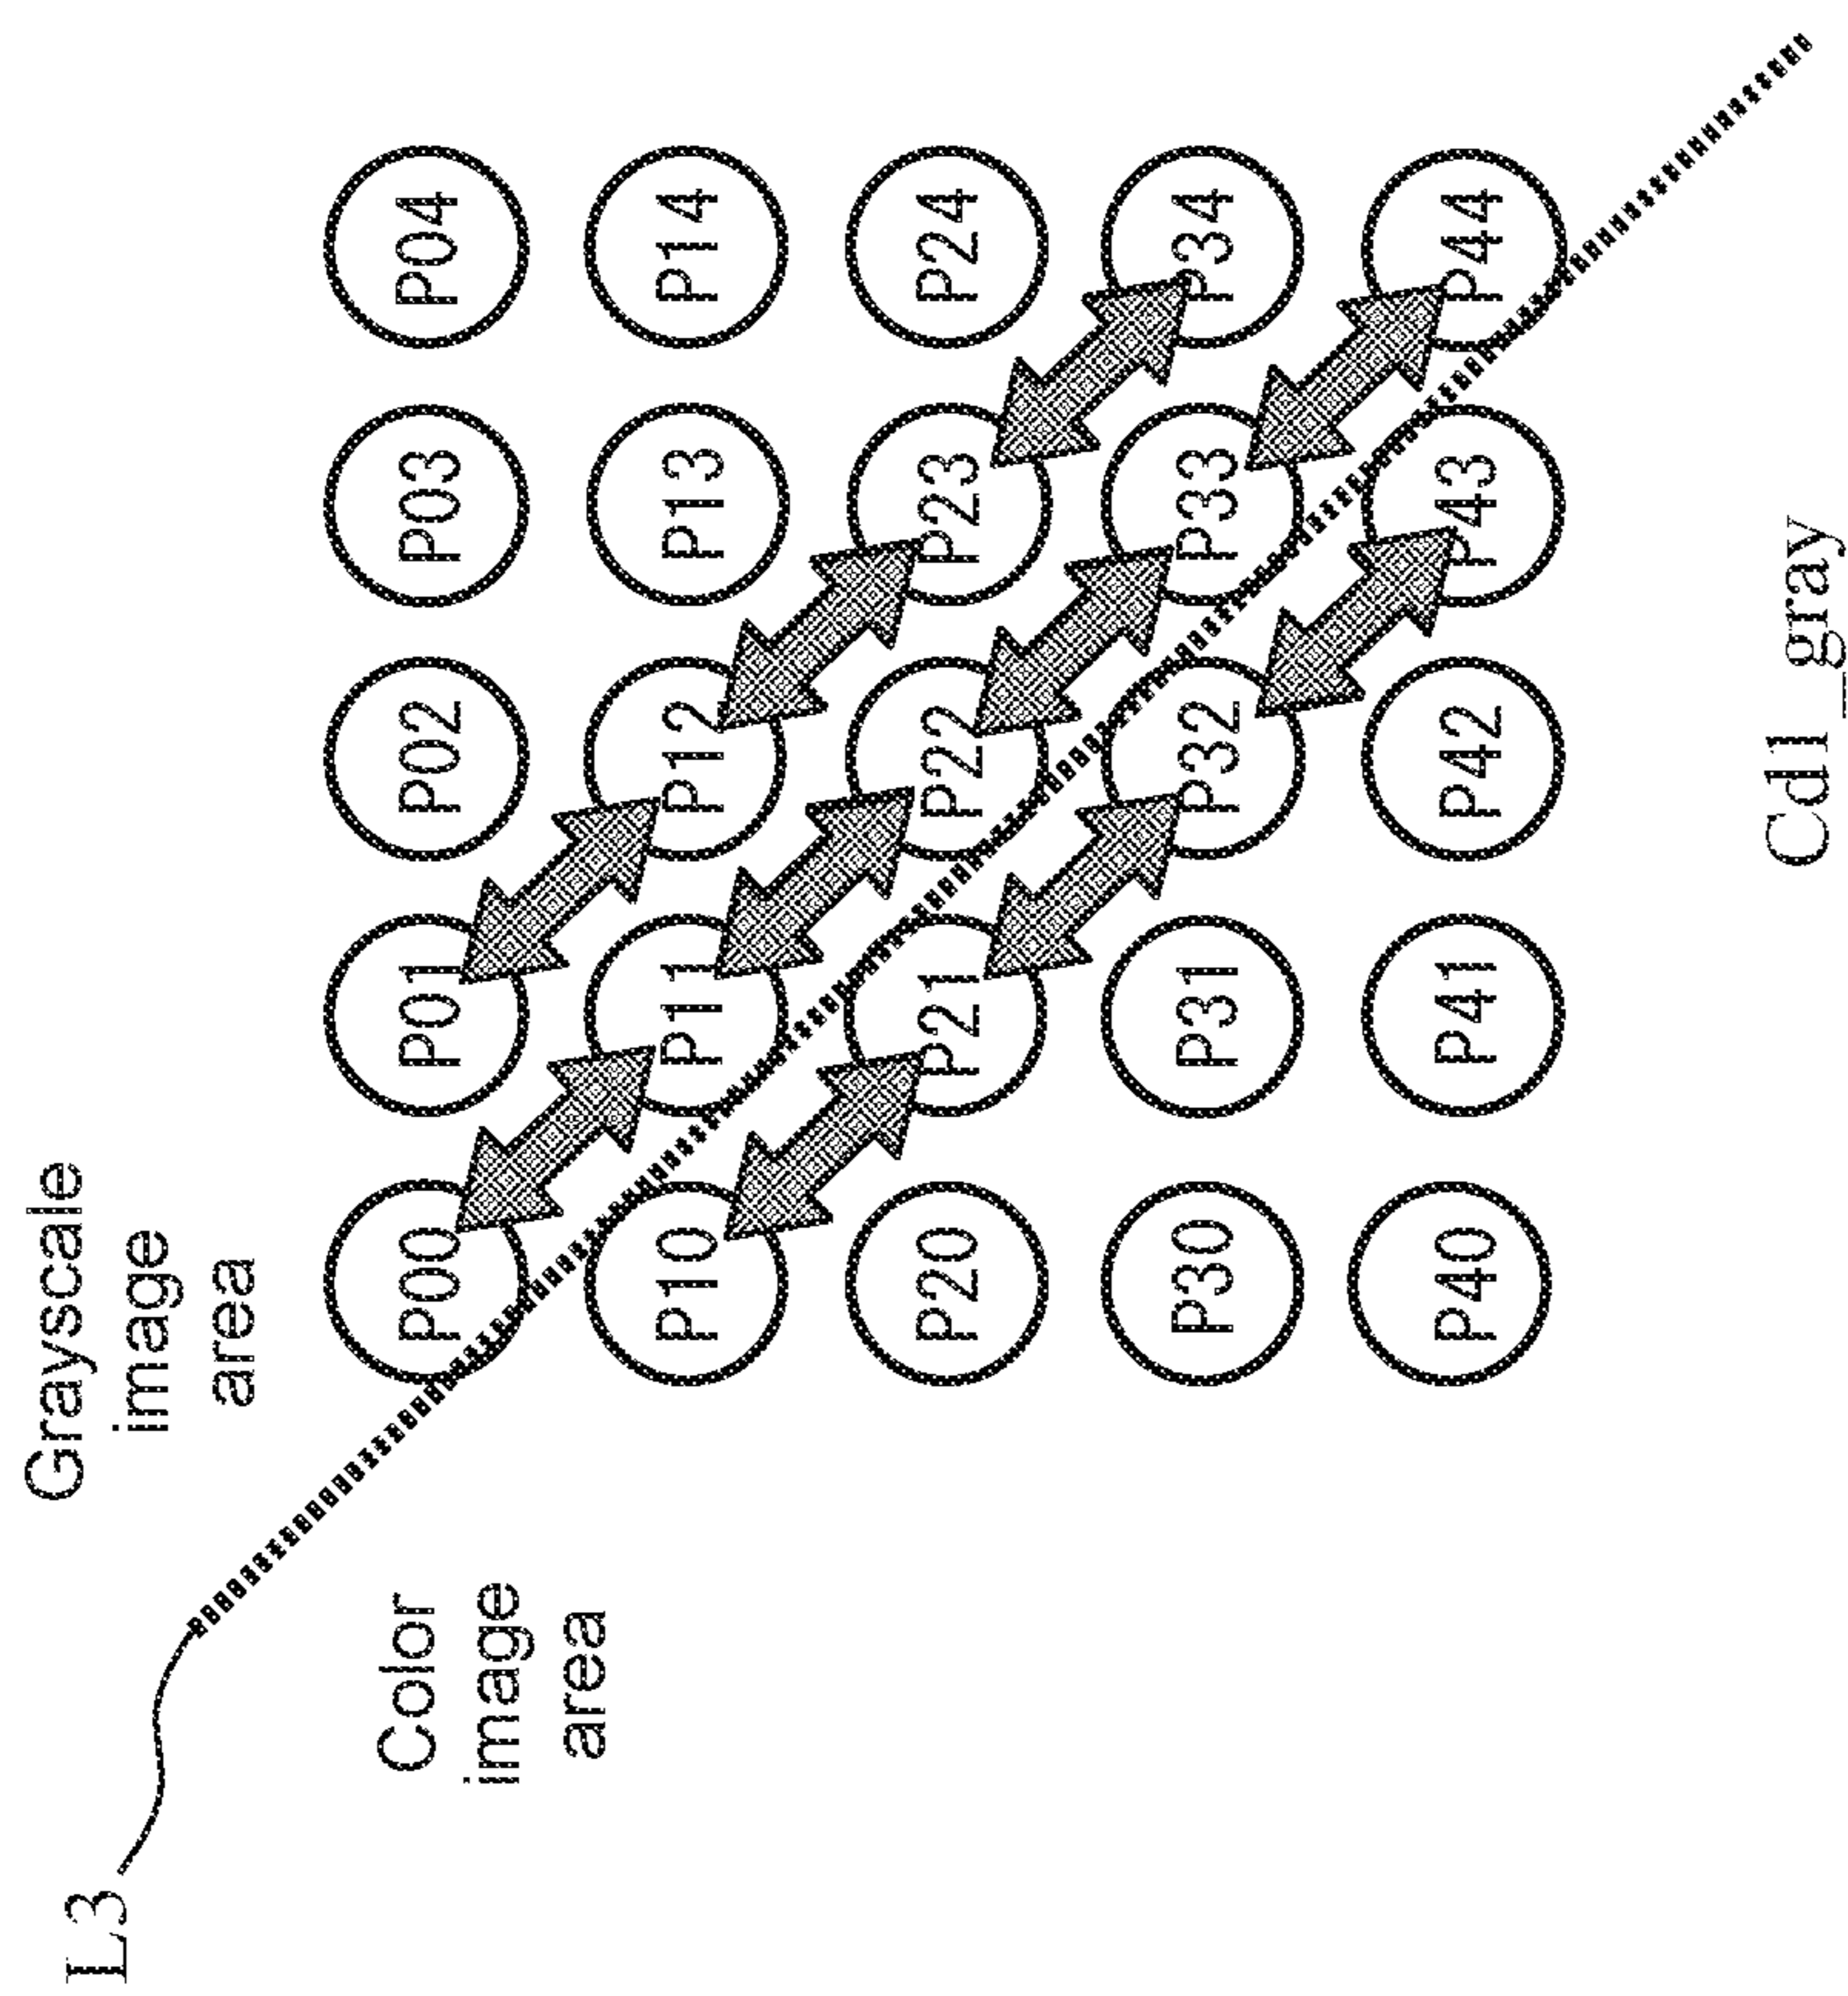 L3
Grayscale
image
area
Color
image
area
P00 P01 P02 P03 P04
P10 P11 P12 P13 P14
P20 P21 P22 P23 P24
P30 P31 P32 P33 P34
P40 P41 P42 P43 P44
Cd1_gray